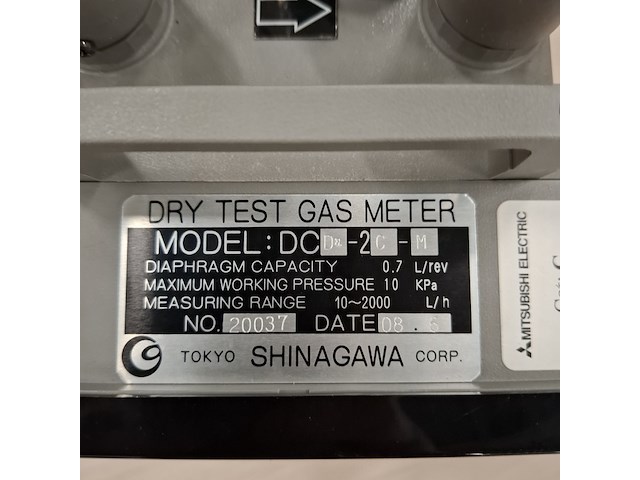 DRY TEST GAS METER
MODEL: DC -2C-M
DIAPHRAGM CAPACITY 0.7 L/rev
MAXIMUM WORKING PRESSURE 10 KPa
MEASURING RANGE 10~2000 L/h
NO. 20037 DATE 08.
TOKYO SHINAGAWA CORP.
MITSUBISHI ELECTRIC